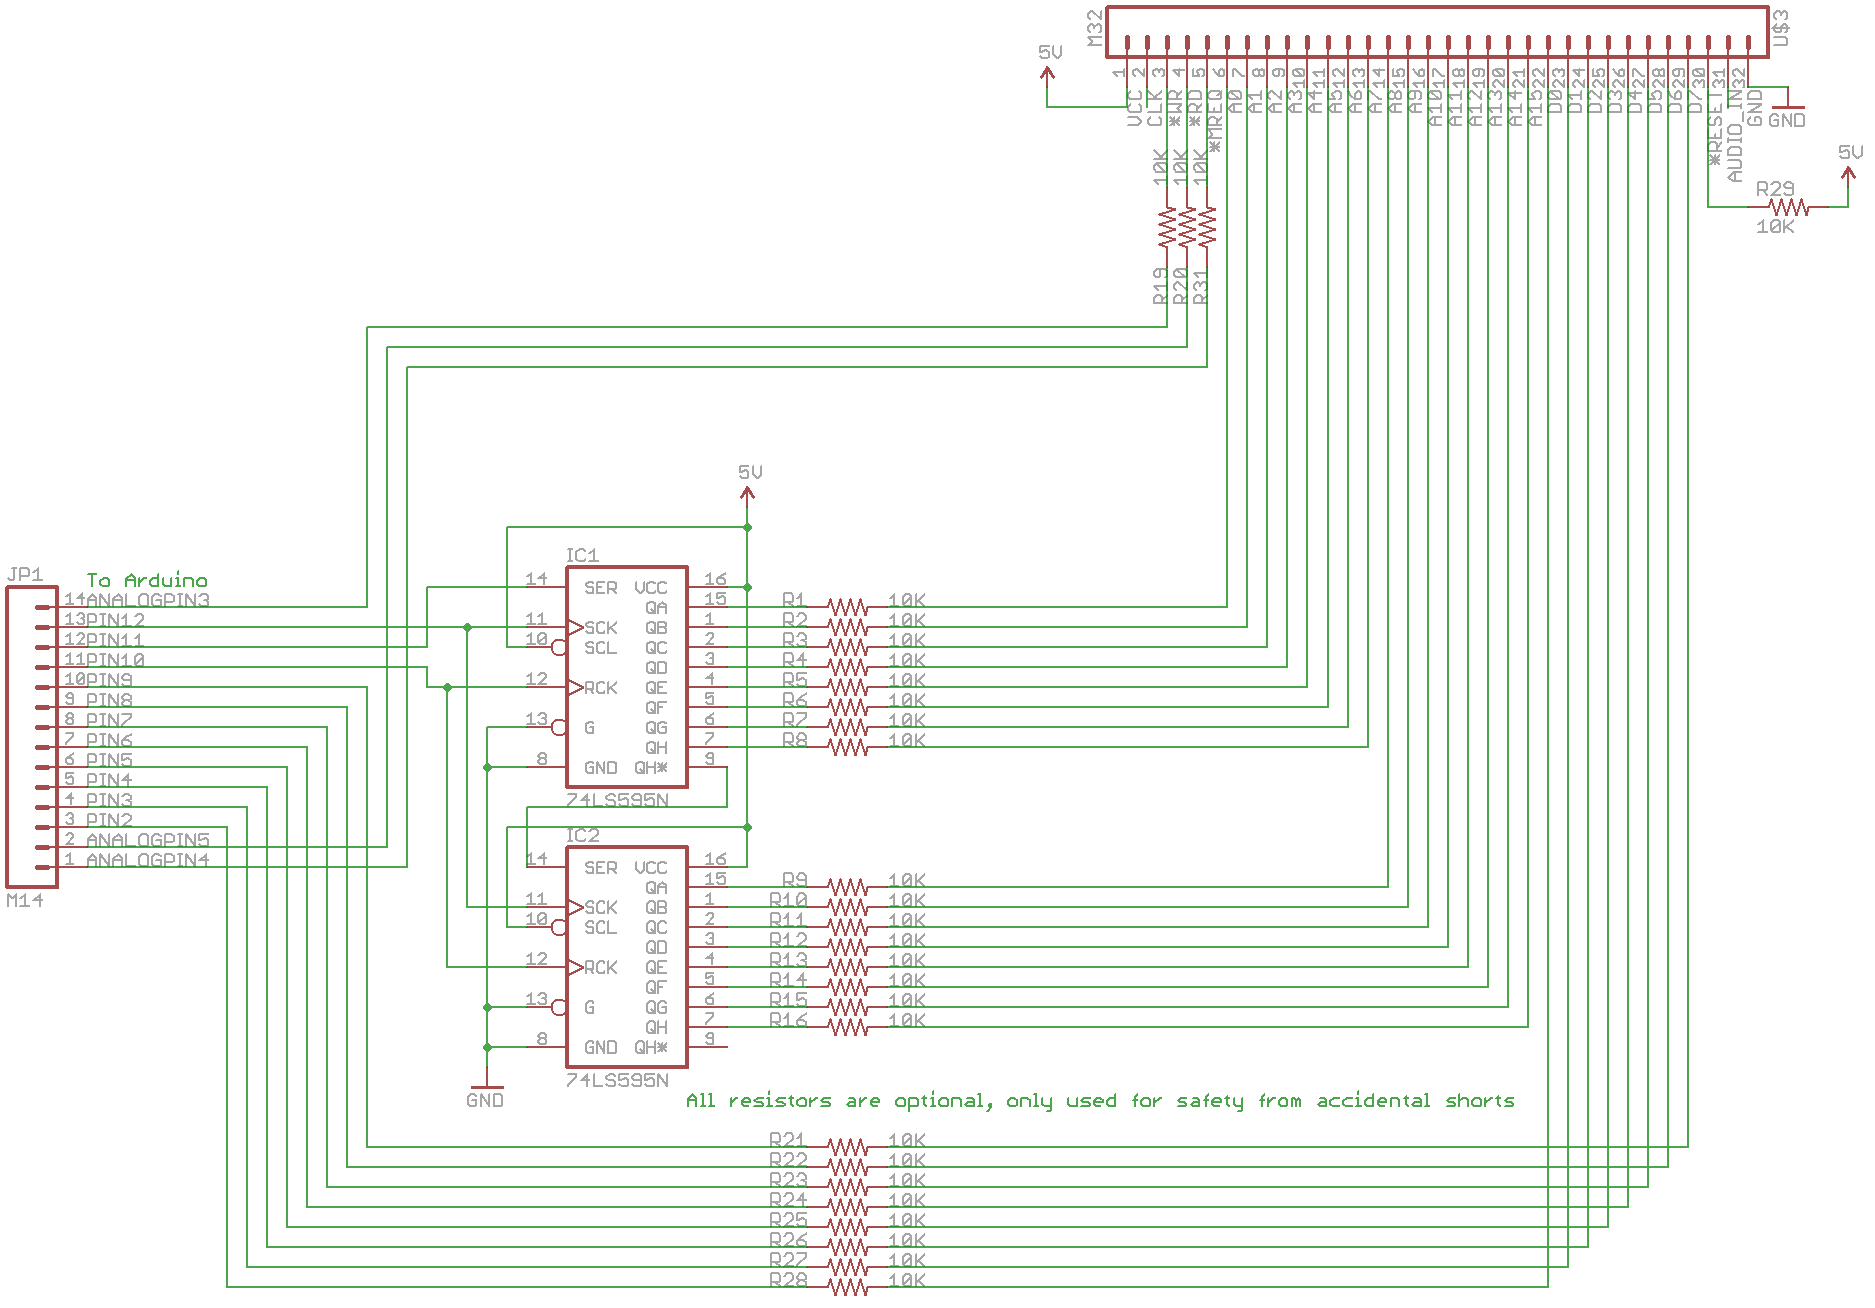 M32
U$3
5V
1 2 3 4 5 6 7 8 9 10 11 12 13 14 15 16 17 18 19 20 21 22 23 24 25 26 27 28 29 30 31 32
VCC CLK *WR *RD *MREQ A0 A1 A2 A3 A4 A5 A6 A7 A8 A9 A10 A11 A12 A13 A14 A15 D0 D1 D2 D3 D4 D5 D6 D7 *RESET AUDIO_IN GND
GND
5V
10K 10K 10K
R29
10K
R19 R20 R31
5V
JP1
To Arduino
14 ANALOGPIN3
13 PIN12
12 PIN11
11 PIN10
10 PIN9
9 PIN8
8 PIN7
7 PIN6
6 PIN5
5 PIN4
4 PIN3
3 PIN2
2 ANALOGPIN5
1 ANALOGPIN4
M14
IC1
14 SER VCC 16
QA 15 R1 10K
11 SCK QB 1 R2 10K
10 SCL QC 2 R3 10K
QD 3 R4 10K
12 RCK QE 4 R5 10K
QF 5 R6 10K
13 G QG 6 R7 10K
QH 7 R8 10K
8 GND QH* 9
74LS595N
IC2
14 SER VCC 16
QA 15 R9 10K
11 SCK QB 1 R10 10K
10 SCL QC 2 R11 10K
QD 3 R12 10K
12 RCK QE 4 R13 10K
QF 5 R14 10K
13 G QG 6 R15 10K
QH 7 R16 10K
8 GND QH* 9
74LS595N
GND
All resistors are optional, only used for safety from accidental shorts
R21 10K
R22 10K
R23 10K
R24 10K
R25 10K
R26 10K
R27 10K
R28 10K